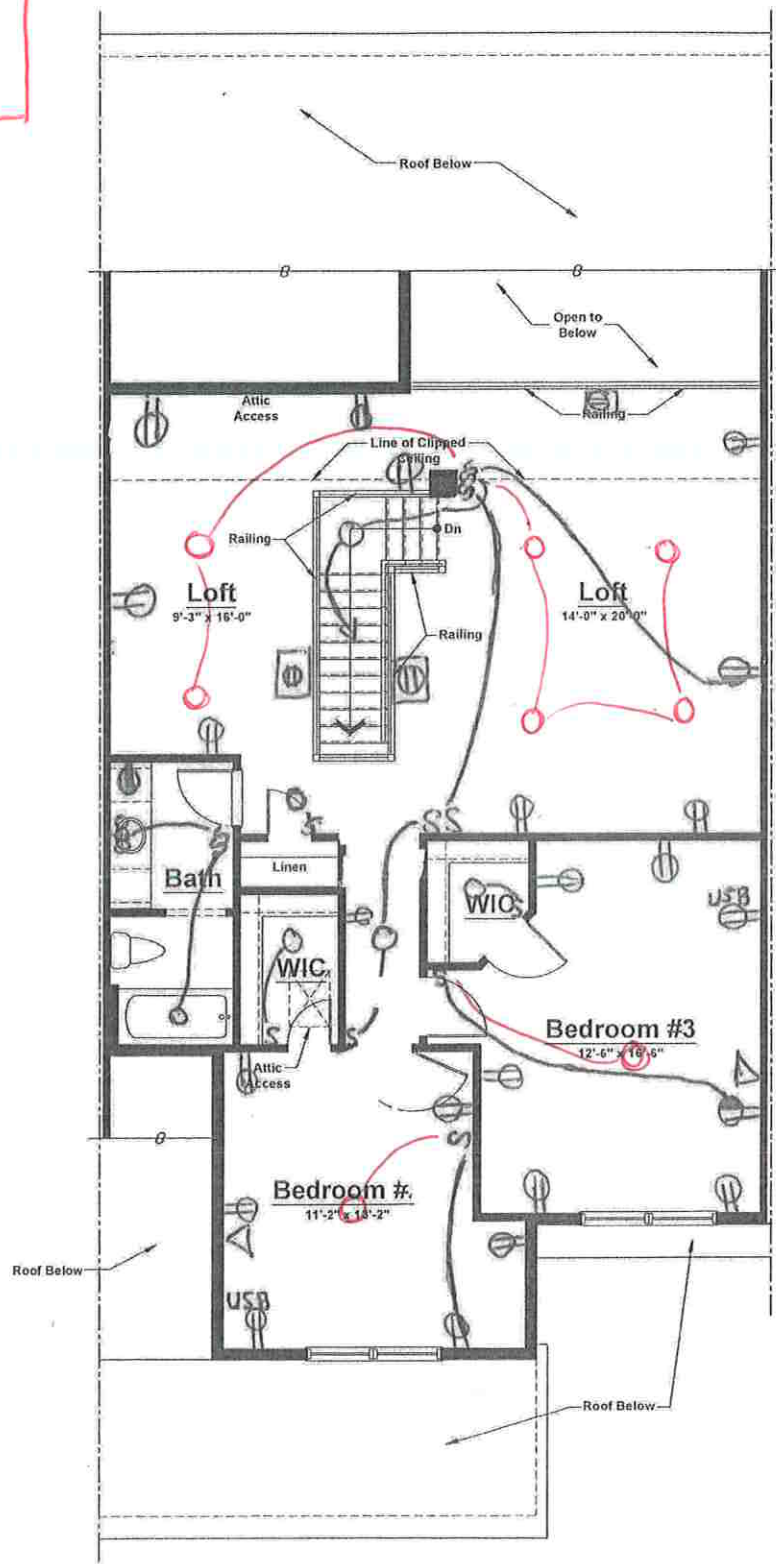 Roof Below
Open to
Below
Attic
Access
Railing
Line of Clipped
Ceiling
S
S
S
Railing
Dn
Loft
9'-3" x 16'-0"
Loft
14'-0" x 20'-0"
Railing
S
S S
Linen
Bath
WIC
S
USB
WIC
S
S
S
Attic
Access
Bedroom #3
12'-6" x 16'-6"
S
Bedroom #
11'-2" x 13'-2"
Roof Below
USB
Roof Below